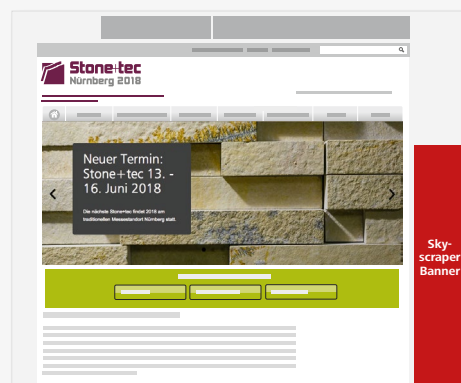 Stone+tec
Nürnberg 2018
Neuer Termin:
Stone+tec 13. -
16. Juni 2018
Die nächste Stone+tec findet 2018 am
traditionellen Messestandort Nürnberg statt.
Sky-
scraper
Banner